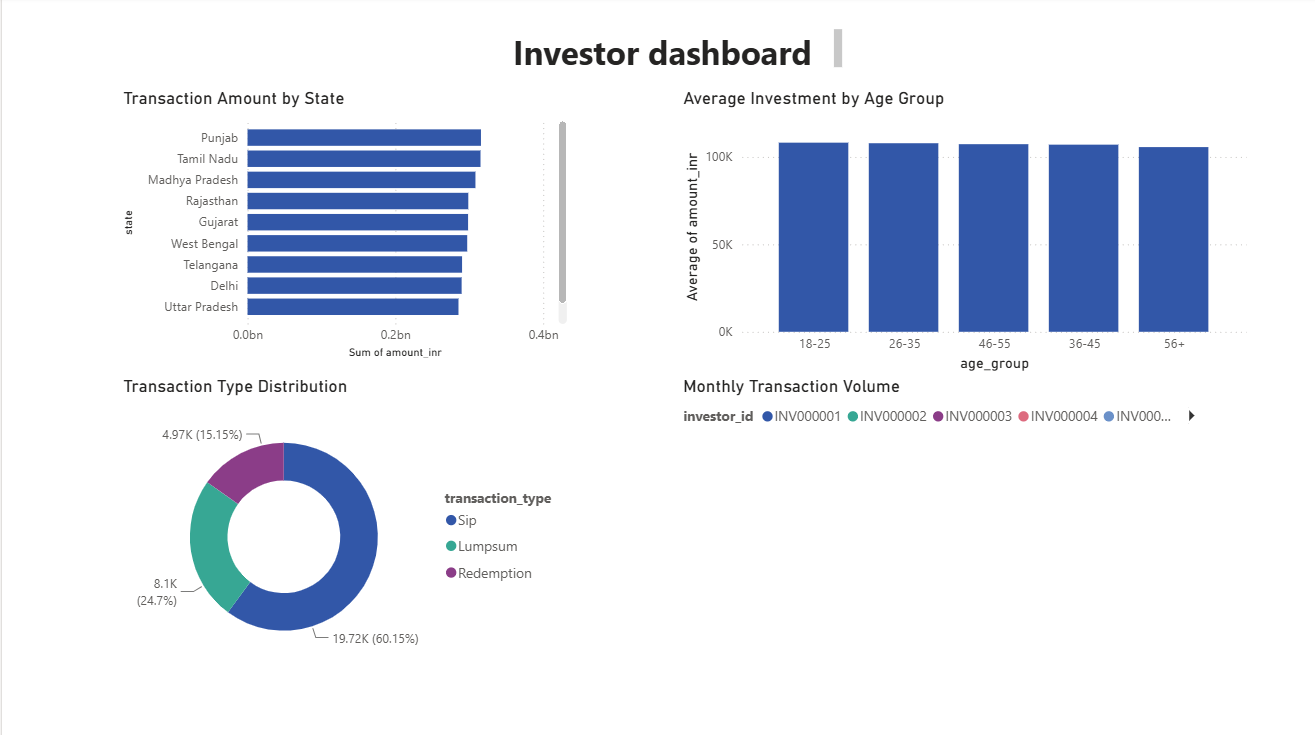 Investor dashboard
Transaction Amount by State
state
Punjab
Tamil Nadu
Madhya Pradesh
Rajasthan
Gujarat
West Bengal
Telangana
Delhi
Uttar Pradesh
0.0bn 0.2bn 0.4bn
Sum of amount_inr
Average Investment by Age Group
Average of amount_inr
100K
50K
0K
18-25 26-35 46-55 36-45 56+
age_group
Transaction Type Distribution
4.97K (15.15%)
8.1K
(24.7%)
19.72K (60.15%)
transaction_type
Sip
Lumpsum
Redemption
Monthly Transaction Volume
investor_id INV000001 INV000002 INV000003 INV000004 INV000...